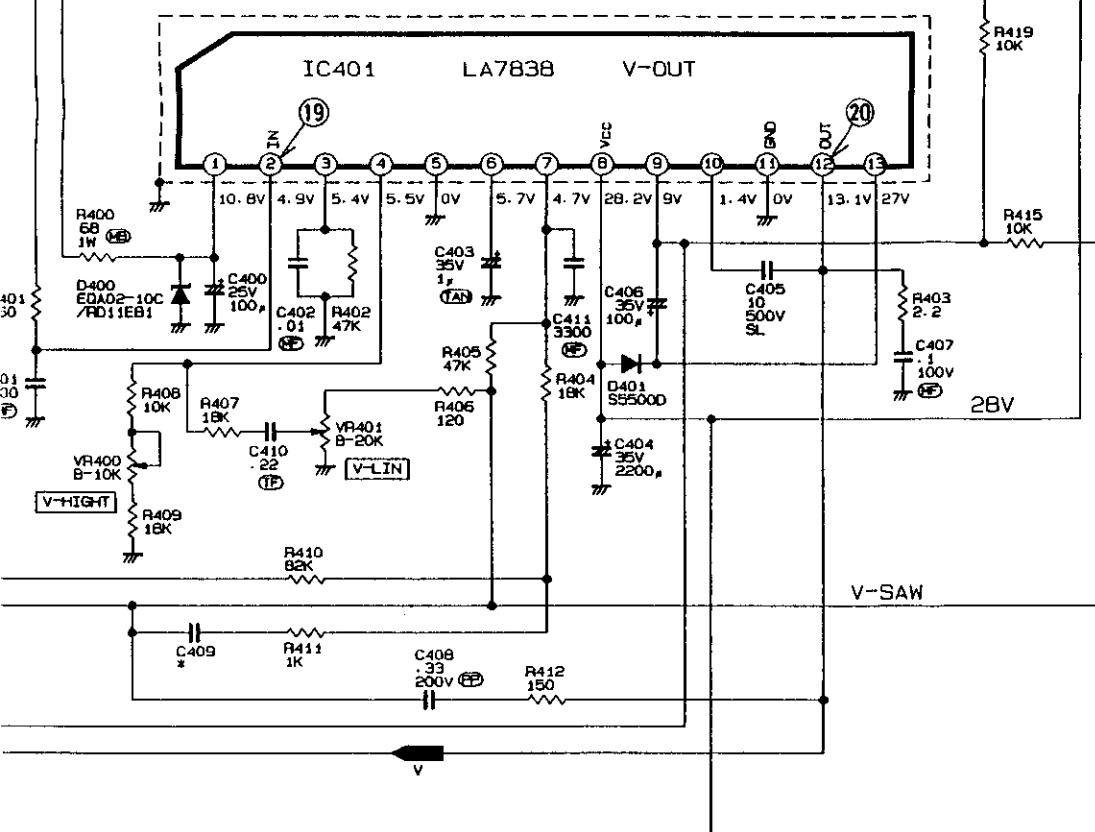 R419
10K
IC401 LA7838 V-OUT
19
20
IN
VCC
GND
OUT
1 2 3 4 5 6 7 8 9 10 11 12 13
10.8V 4.9V 5.4V 5.5V 0V 5.7V 4.7V 28.2V 9V 1.4V 0V 13.1V 27V
R400
68
1W MB
R415
10K
D400
EQA02-10C
/RD11EB1
C400
25V
100μ
C402
.01
MF
R402
47K
C403
35V
1μ
TAN
C411
3300
MF
C406
35V
100μ
C405
10
500V
SL
R403
2.2
C407
.1
100V
MF
R405
47K
R404
18K
D401
S5500D
28V
R408
10K
R407
18K
C410
.22
TF
VR401
B-20K
V-LIN
R406
120
C404
35V
2200μ
VR400
B-10K
V-HIGHT
R409
18K
R410
82K
V-SAW
C409
*
R411
1K
C408
.33
200V PP
R412
150
V